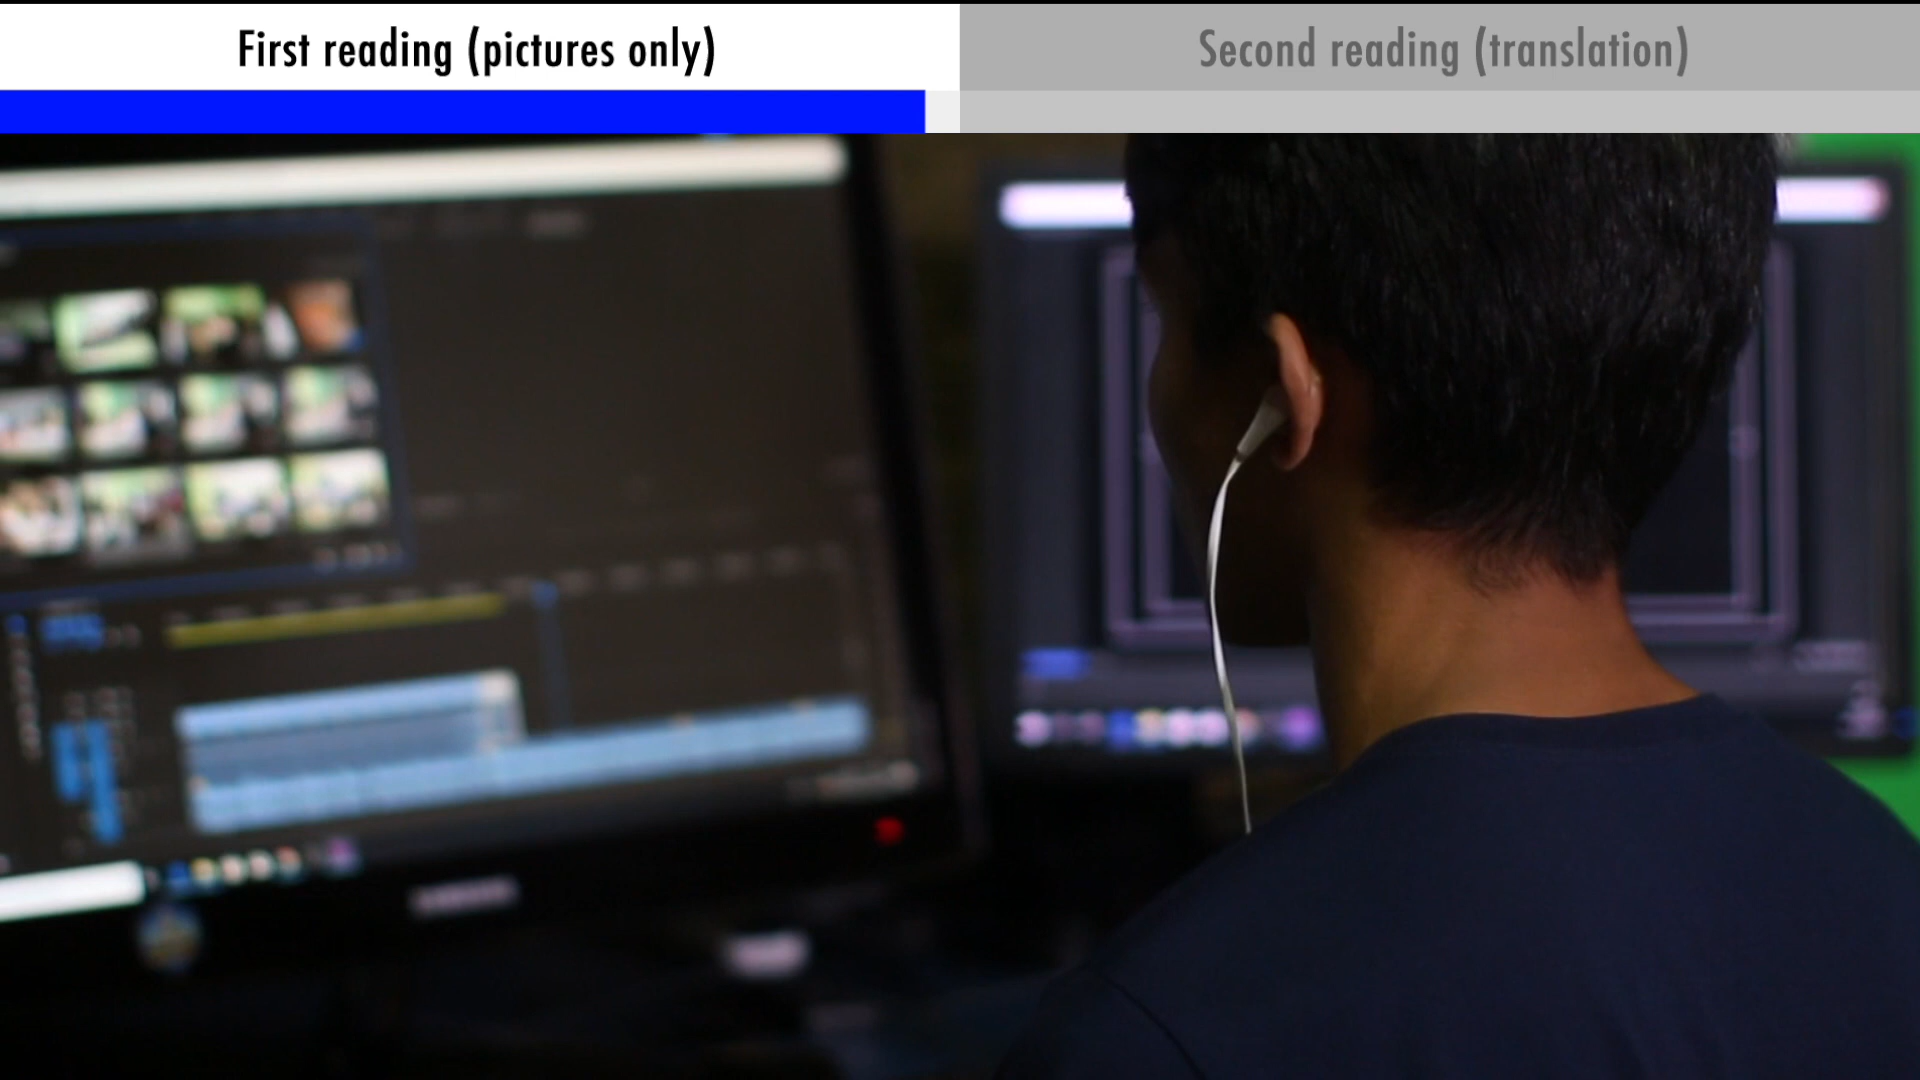 First reading (pictures only)
Second reading (translation)